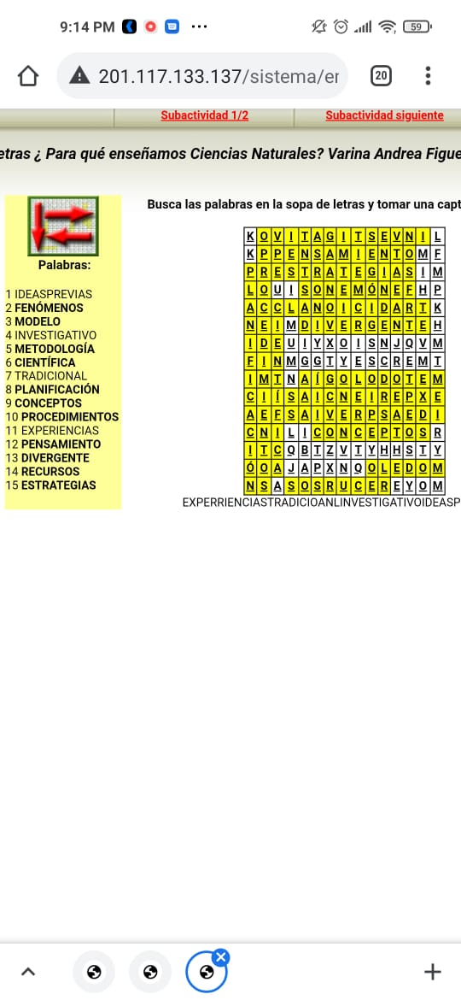 9:14 PM
59
201.117.133.137/sistema/er
20
Subactividad 1/2 Subactividad siguiente
etras ¿ Para qué enseñamos Ciencias Naturales? Varina Andrea Figue
Busca las palabras en la sopa de letras y tomar una capt
Palabras:
1 IDEASPREVIAS
2 FENÓMENOS
3 MODELO
4 INVESTIGATIVO
5 METODOLOGÍA
6 CIENTÍFICA
7 TRADICIONAL
8 PLANIFICACIÓN
9 CONCEPTOS
10 PROCEDIMIENTOS
11 EXPERIENCIAS
12 PENSAMIENTO
13 DIVERGENTE
14 RECURSOS
15 ESTRATEGIAS
K O V I T A G I T S E V N I L
K P P E N S A M I E N T O M F
P R E S T R A T E G I A S I M
L O U I S O N E M Ó N E F H P
A C C L A N O I C I D A R T K
N E I M D I V E R G E N T E H
I D E U I Y X O I S N J Q V M
F I N M G G T Y E S C R E M T
I M T N A Í G O L O D O T E M
C I Í S A I C N E I R E P X E
A E F S A I V E R P S A E D I
C N I L I C O N C E P T O S R
I T C Q B T Z V T Y H H S T Y
Ó O A J A P X N Q O L E D O M
N S A S O S R U C E R E Y O M
EXPERRIENCIASTRADICIOANLINVESTIGATIVOIDEASP